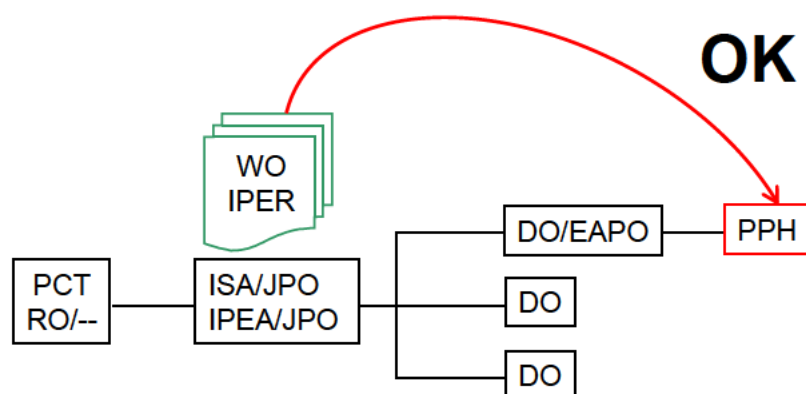 OK
WO
IPER
DO/EAPO
PPH
PCT
RO/--
ISA/JPO
IPEA/JPO
DO
DO